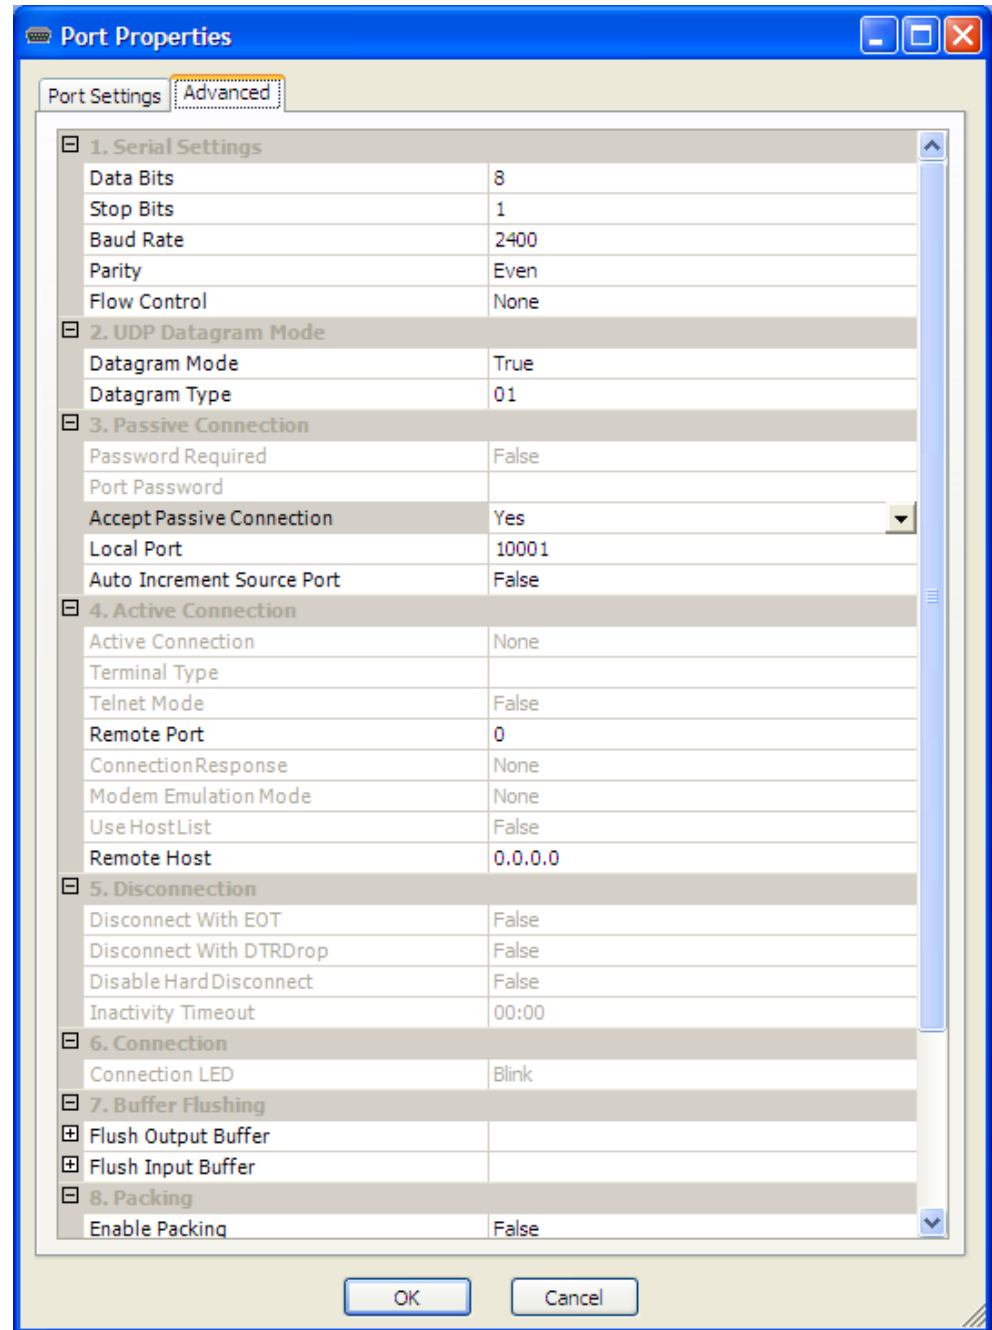 Port Properties
Port Settings Advanced
1. Serial Settings
Data Bits 8
Stop Bits 1
Baud Rate 2400
Parity Even
Flow Control None
2. UDP Datagram Mode
Datagram Mode True
Datagram Type 01
3. Passive Connection
Password Required False
Port Password
Accept Passive Connection Yes
Local Port 10001
Auto Increment Source Port False
4. Active Connection
Active Connection None
Terminal Type
Telnet Mode False
Remote Port 0
Connection Response None
Modem Emulation Mode None
Use Host List False
Remote Host 0.0.0.0
5. Disconnection
Disconnect With EOT False
Disconnect With DTRDrop False
Disable Hard Disconnect False
Inactivity Timeout 00:00
6. Connection
Connection LED Blink
7. Buffer Flushing
Flush Output Buffer
Flush Input Buffer
8. Packing
Enable Packing False
OK Cancel